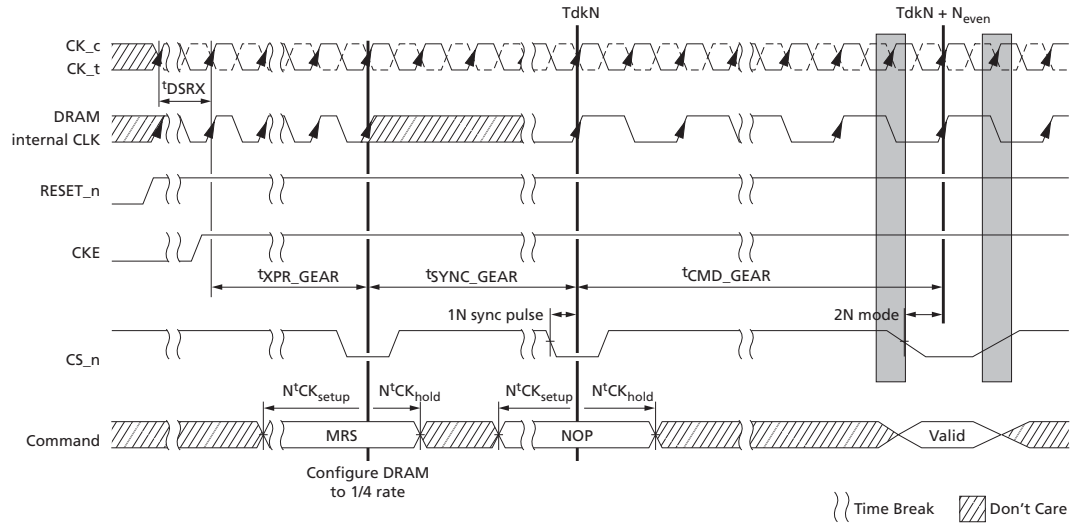 TdkN
TdkN + Neven
CK_c
CK_t
tDSRX
DRAM
internal CLK
RESET_n
CKE
tXPR_GEAR
tSYNC_GEAR
tCMD_GEAR
1N sync pulse
2N mode
CS_n
NtCKsetup
NtCKhold
NtCKsetup
NtCKhold
Command
MRS
NOP
Valid
Configure DRAM
to 1/4 rate
Time Break
Don't Care